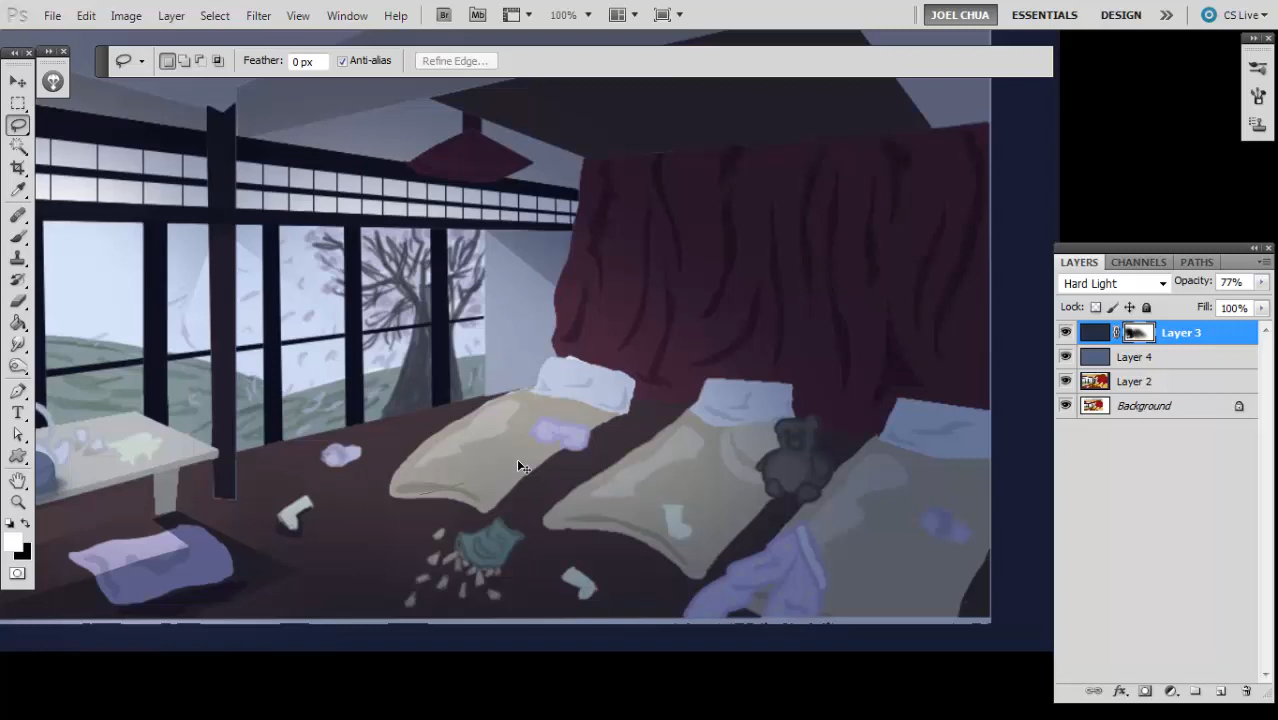 Ps File Edit Image Layer Select Filter View Window Help Br Mb 100% JOEL CHUA ESSENTIALS DESIGN CS Live
Feather: 0 px Anti-alias Refine Edge...
LAYERS CHANNELS PATHS
Hard Light Opacity: 77%
Lock: Fill: 100%
Layer 3
Layer 4
Layer 2
Background